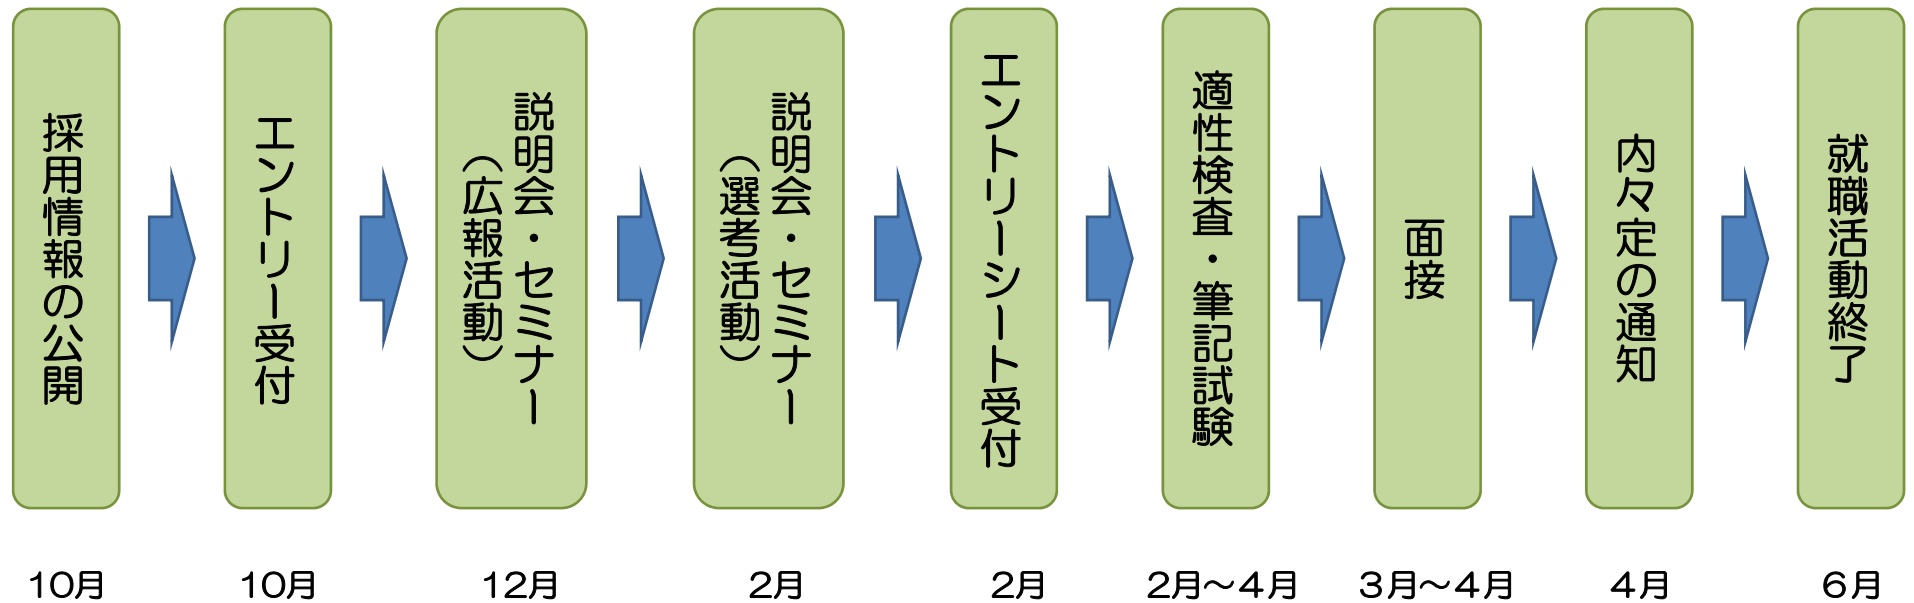 採用情報の公開
エントリー受付
説明会・セミナー
（広報活動）
説明会・セミナー
（選考活動）
エントリーシート受付
適性検査・筆記試験
面接
内々定の通知
就職活動終了
10月
10月
12月
2月
2月
2月～4月
3月～4月
4月
6月